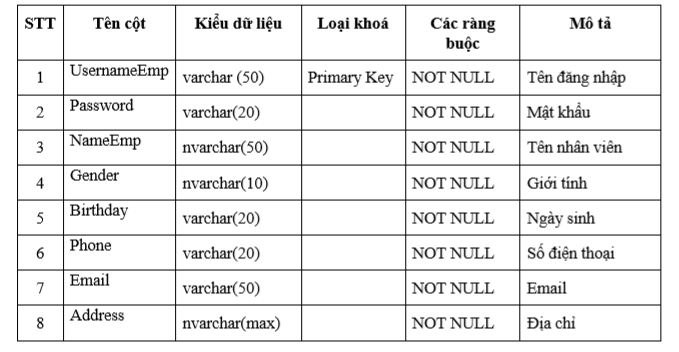 STT Tên cột Kiểu dữ liệu Loại khoá Các ràng buộc Mô tả
1 UsernameEmp varchar (50) Primary Key NOT NULL Tên đăng nhập
2 Password varchar(20) NOT NULL Mật khẩu
3 NameEmp nvarchar(50) NOT NULL Tên nhân viên
4 Gender nvarchar(10) NOT NULL Giới tính
5 Birthday varchar(20) NOT NULL Ngày sinh
6 Phone varchar(20) NOT NULL Số điện thoại
7 Email varchar(50) NOT NULL Email
8 Address nvarchar(max) NOT NULL Địa chỉ